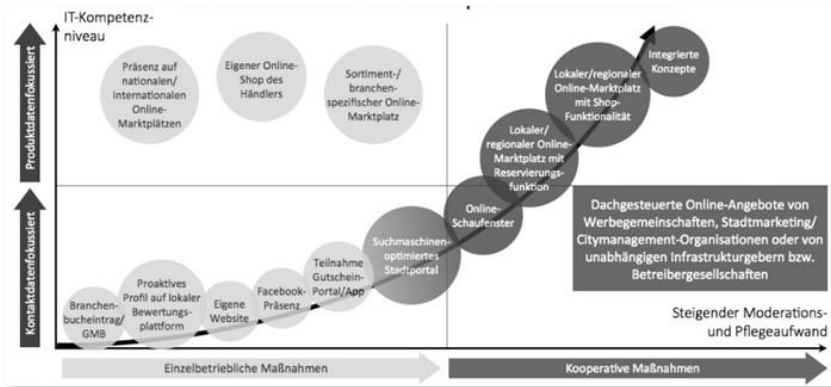 IT-Kompetenz-
niveau
Produktdatenfokussiert
Kontaktdatenfokussiert
Präsenz auf
nationalen/
internationalen
Online-
Marktplätzen
Eigener Online-
Shop des
Händlers
Sortiment-/
branchen-
spezifischer Online-
Marktplatz
Lokaler/regionaler
Online-Marktplatz
mit Shop-
Funktionalität
Integrierte
Konzepte
Lokaler/
regionaler Online-
Marktplatz mit
Reservierungs-
funktion
Online-
Schaufenster
Suchmaschinen-
optimiertes
Stadtportal
Teilnahme
Gutschein-
Portal/App
Facebook-
Präsenz
Eigene
Website
Proaktives
Profil auf lokaler
Bewertungs-
plattform
Branchen-
bucheintrag/
GMB
Dachgesteuerte Online-Angebote von
Werbegemeinschaften, Stadtmarketing/
Citymanagement-Organisationen oder von
unabhängigen Infrastrukturgebern bzw.
Betreibergesellschaften
Steigender Moderations-
und Pflegeaufwand
Einzelbetriebliche Maßnahmen
Kooperative Maßnahmen